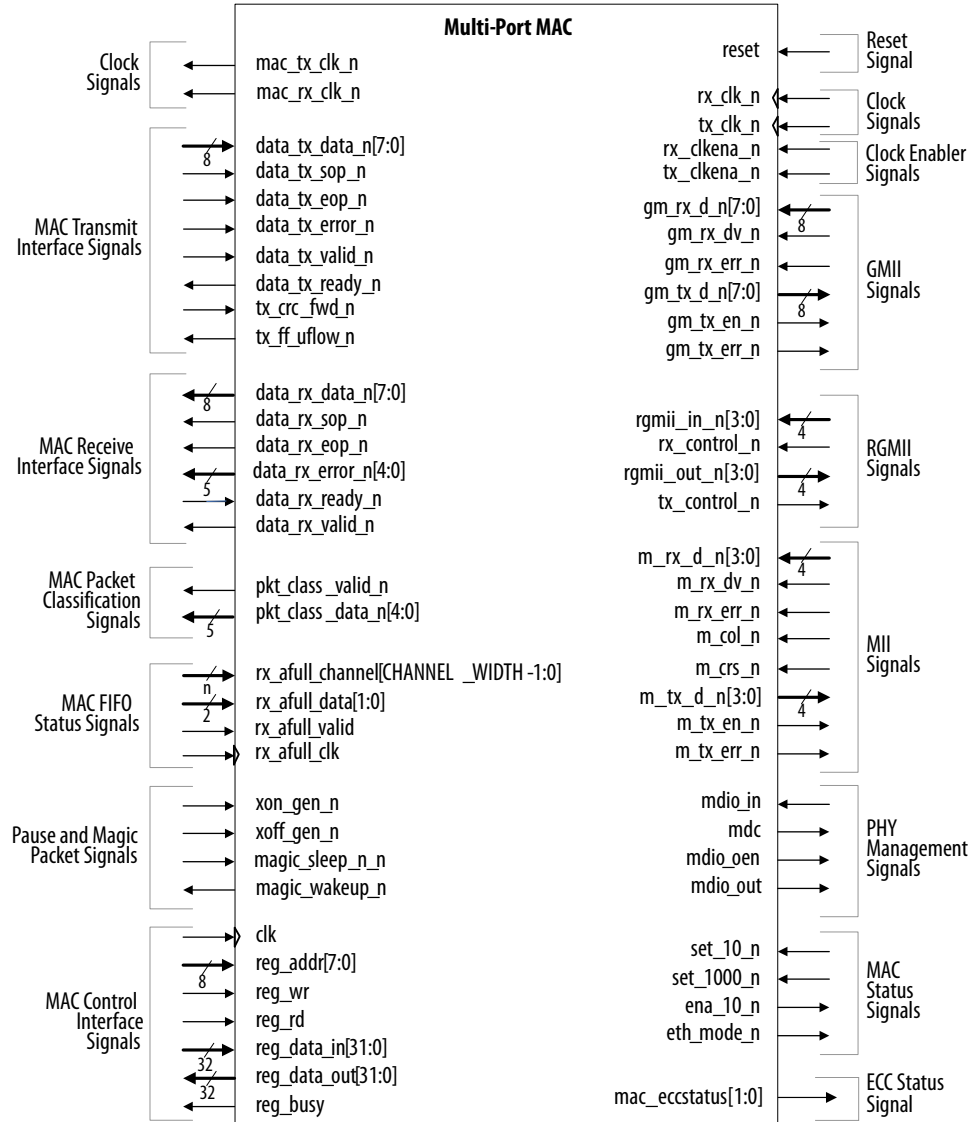 Multi-Port MAC
Clock
Signals
mac_tx_clk_n
mac_rx_clk_n
MAC Transmit
Interface Signals
8
data_tx_data_n[7:0]
data_tx_sop_n
data_tx_eop_n
data_tx_error_n
data_tx_valid_n
data_tx_ready_n
tx_crc_fwd_n
tx_ff_uflow_n
MAC Receive
Interface Signals
8
data_rx_data_n[7:0]
data_rx_sop_n
data_rx_eop_n
5
data_rx_error_n[4:0]
data_rx_ready_n
data_rx_valid_n
MAC Packet
Classification
Signals
pkt_class_valid_n
5
pkt_class_data_n[4:0]
MAC FIFO
Status Signals
n
rx_afull_channel[CHANNEL_WIDTH-1:0]
2
rx_afull_data[1:0]
rx_afull_valid
rx_afull_clk
Pause and Magic
Packet Signals
xon_gen_n
xoff_gen_n
magic_sleep_n_n
magic_wakeup_n
MAC Control
Interface
Signals
clk
8
reg_addr[7:0]
reg_wr
reg_rd
32
reg_data_in[31:0]
32
reg_data_out[31:0]
reg_busy
reset
Reset
Signal
rx_clk_n
tx_clk_n
Clock
Signals
rx_clkena_n
tx_clkena_n
Clock Enabler
Signals
gm_rx_d_n[7:0]
8
gm_rx_dv_n
gm_rx_err_n
gm_tx_d_n[7:0]
8
gm_tx_en_n
gm_tx_err_n
GMII
Signals
rgmii_in_n[3:0]
4
rx_control_n
rgmii_out_n[3:0]
4
tx_control_n
RGMII
Signals
m_rx_d_n[3:0]
4
m_rx_dv_n
m_rx_err_n
m_col_n
m_crs_n
m_tx_d_n[3:0]
4
m_tx_en_n
m_tx_err_n
MII
Signals
mdio_in
mdc
mdio_oen
mdio_out
PHY
Management
Signals
set_10_n
set_1000_n
ena_10_n
eth_mode_n
MAC
Status
Signals
mac_eccstatus[1:0]
ECC Status
Signal